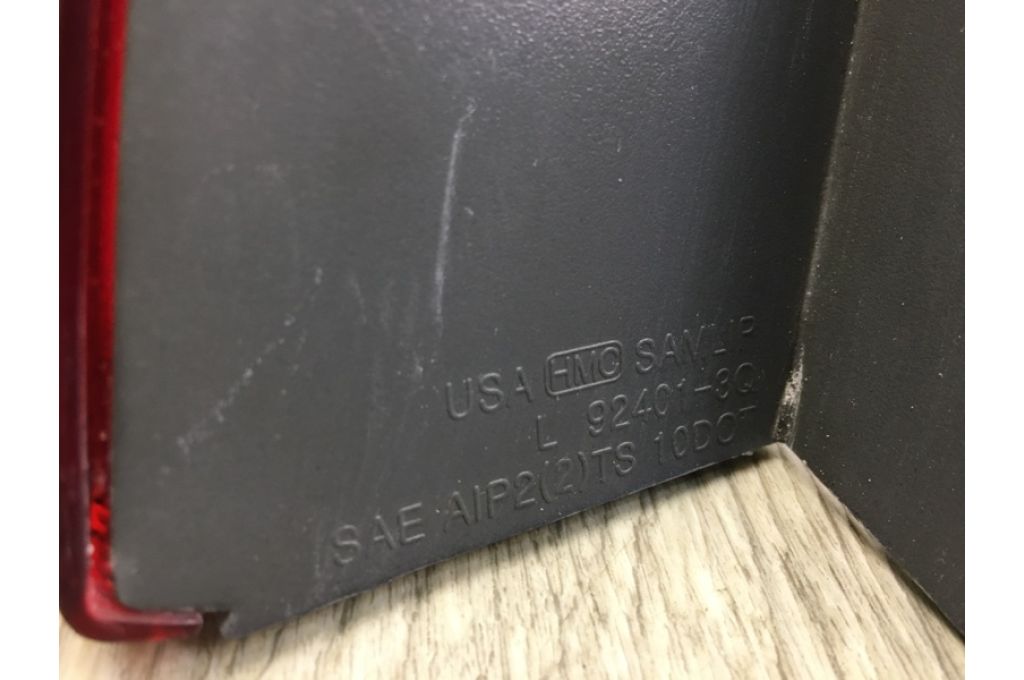 USA HMC SAMLIP
L 92401-3Q
SAE AIP2(2)TS 10DOT